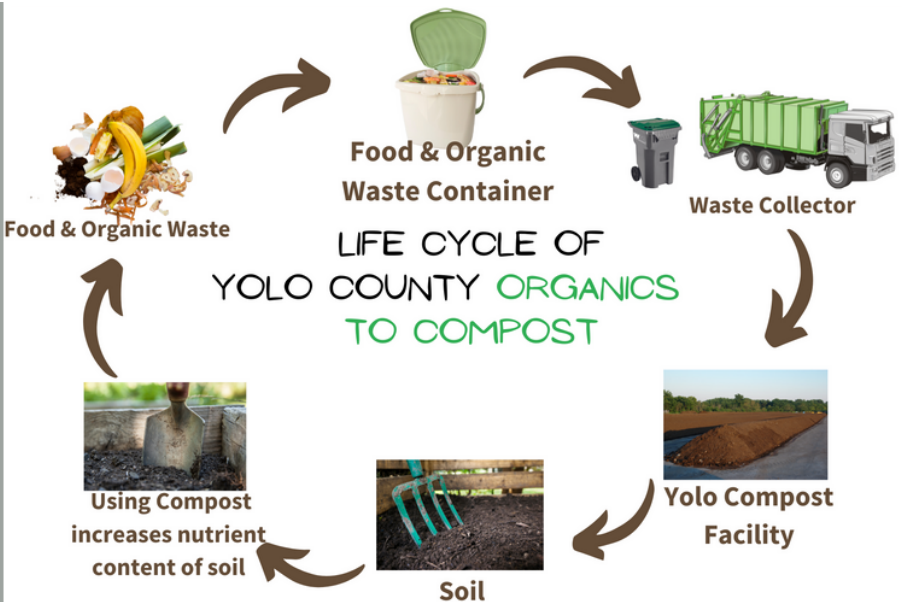 Food & Organic
Waste Container
Waste Collector
Food & Organic Waste
LIFE CYCLE OF
YOLO COUNTY ORGANICS
TO COMPOST
Yolo Compost
Facility
Using Compost
increases nutrient
content of soil
Soil